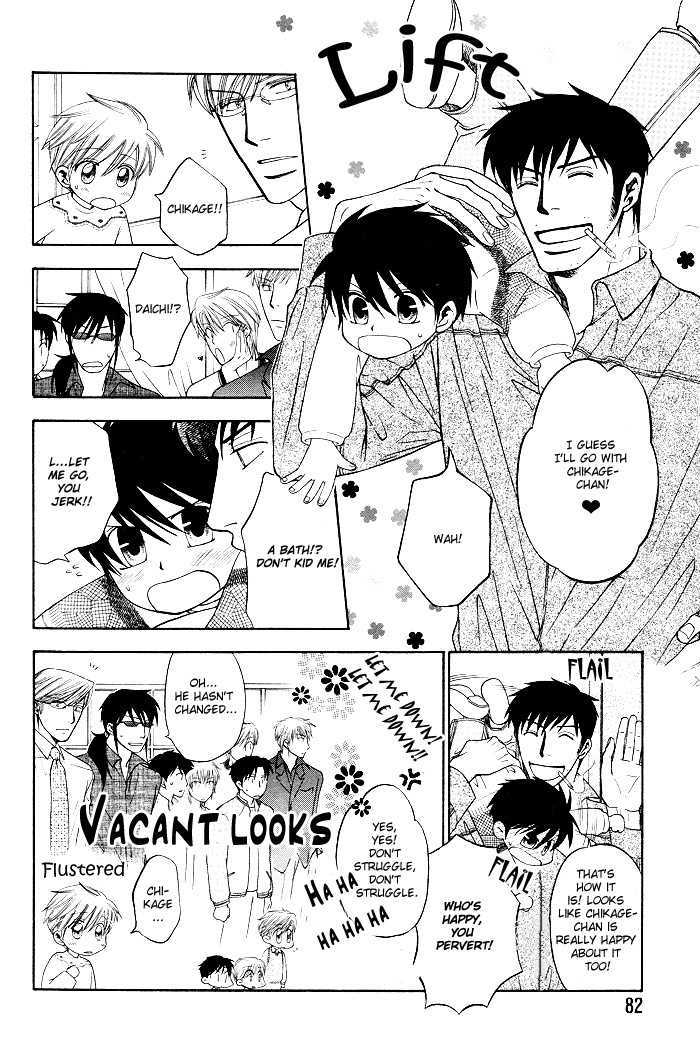 Lift
CHIKAGE!!
DAICHI!?
I GUESS
I'LL GO WITH
CHIKAGE-
CHAN!
WAH!
L...LET
ME GO,
YOU
JERK!!
A BATH!?
DON'T KID ME!
OH...
HE HASN'T
CHANGED...
LET ME DOWN!
LET ME DOWN!!
VACANT LOOKS
Flustered
CHI-
KAGE...
YES,
YES!
DON'T
STRUGGLE,
DON'T
STRUGGLE.
HA HA
HA HA HA
FLAIL
FLAIL
WHO'S
HAPPY,
YOU
PERVERT!
THAT'S
HOW IT
IS! LOOKS
LIKE CHIKAGE-
CHAN IS
REALLY HAPPY
ABOUT IT
TOO!
82